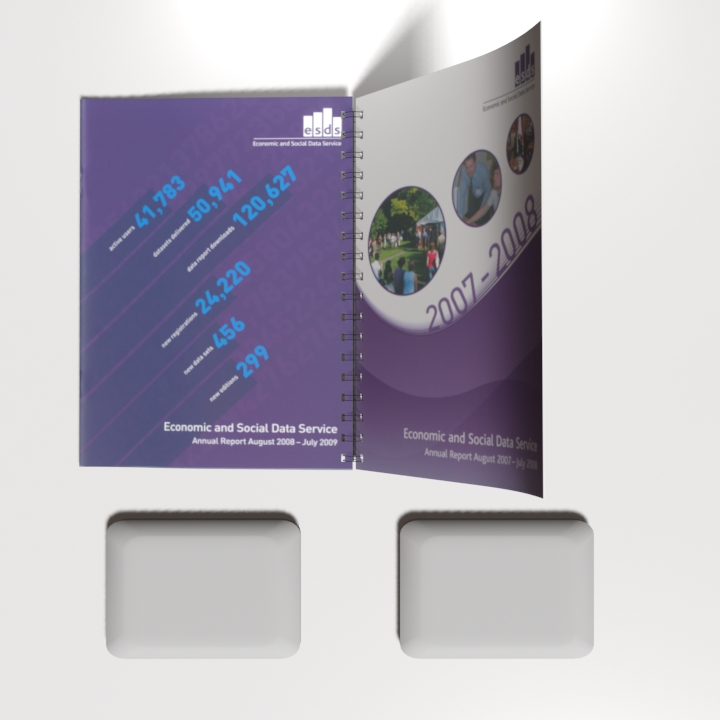 esds
Economic and Social Data Service
active users 41,783
datasets delivered 50,941
data report downloads 120,627
new registrations 24,220
new data sets 456
new editions 299
Economic and Social Data Service
Annual Report August 2008 – July 2009
esds
Economic and Social Data Service
2007-2008
Economic and Social Data Service
Annual Report August 2007 – July 2008